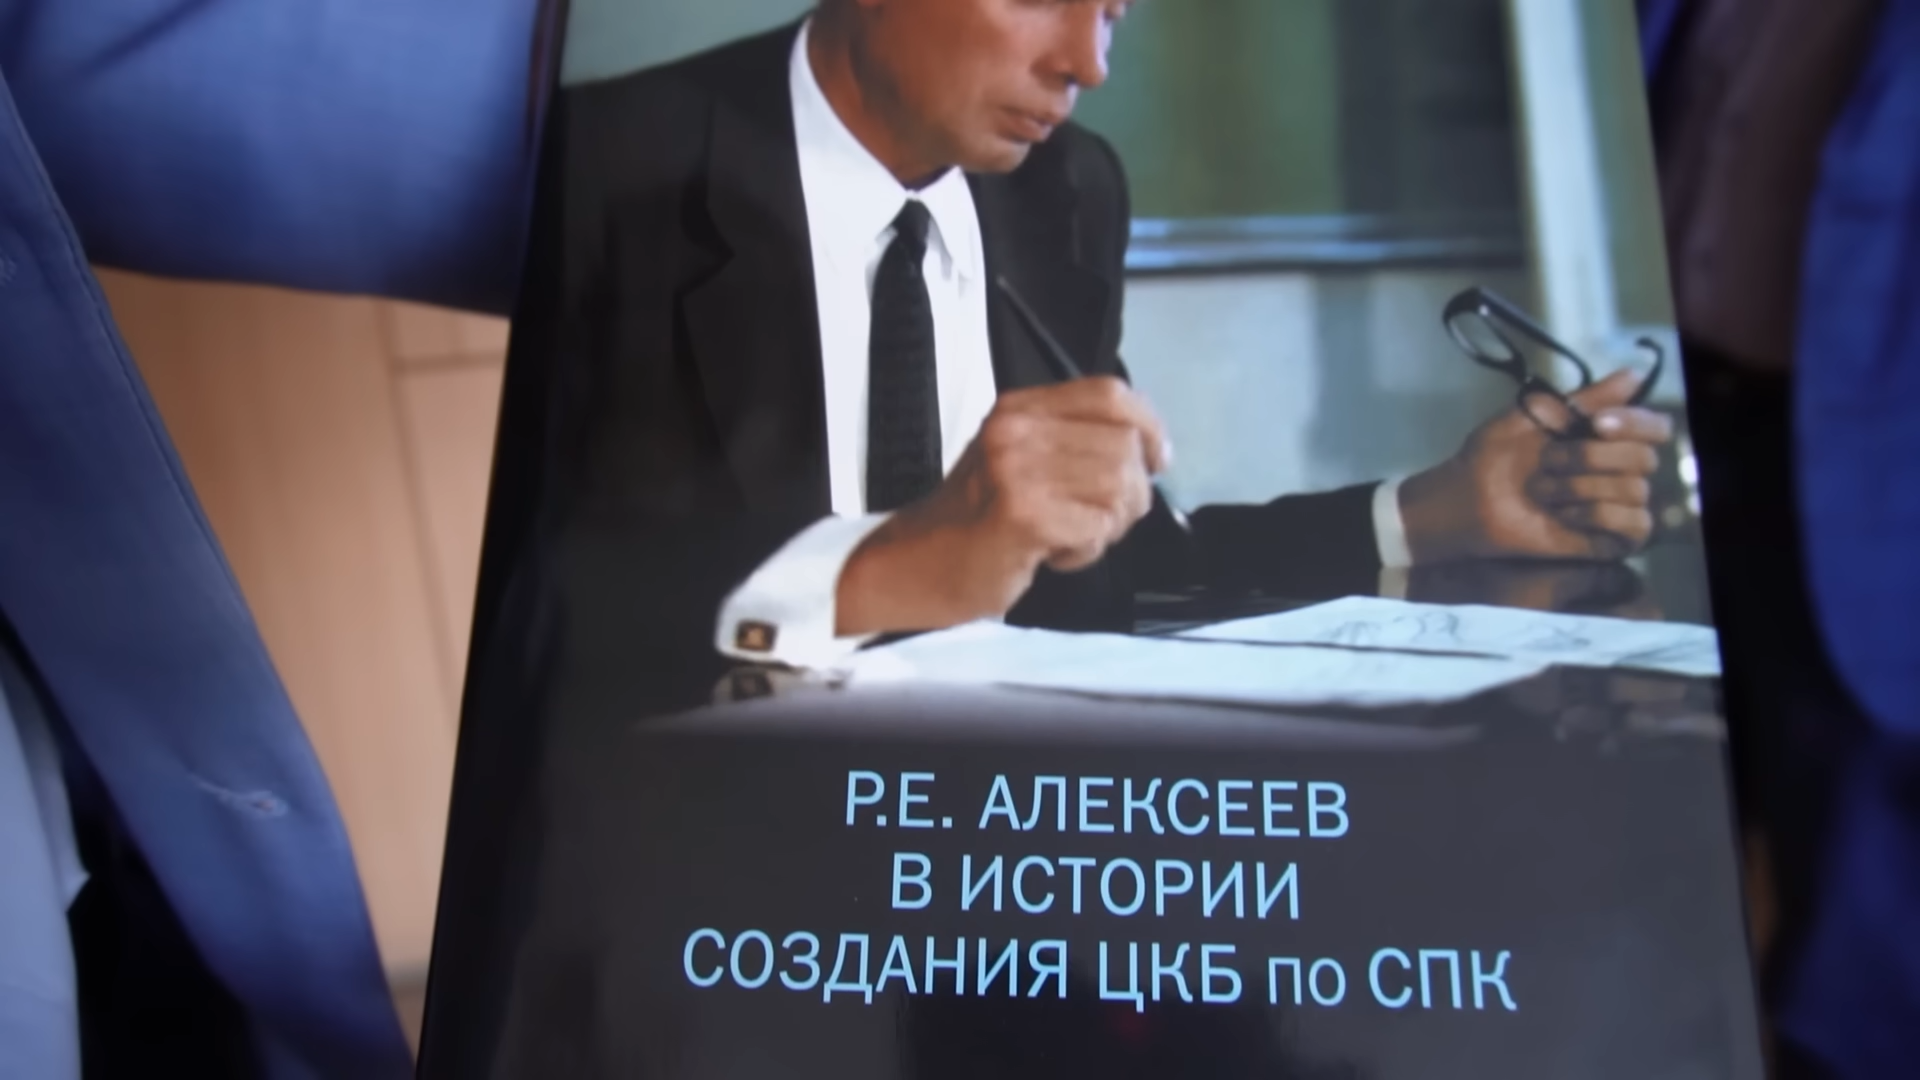 Р.Е. АЛЕКСЕЕВ
В ИСТОРИИ
СОЗДАНИЯ ЦКБ по СПК